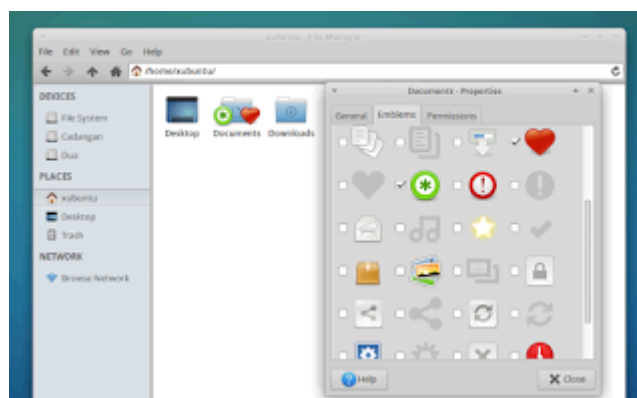 xubuntu - File Manager
File Edit View Go Help
/home/xubuntu/
DEVICES
File System
Cadangan
Dua
PLACES
xubuntu
Desktop
Trash
NETWORK
Browse Network
Desktop Documents Downloads
Documents - Properties
General Emblems Permissions
Help Close